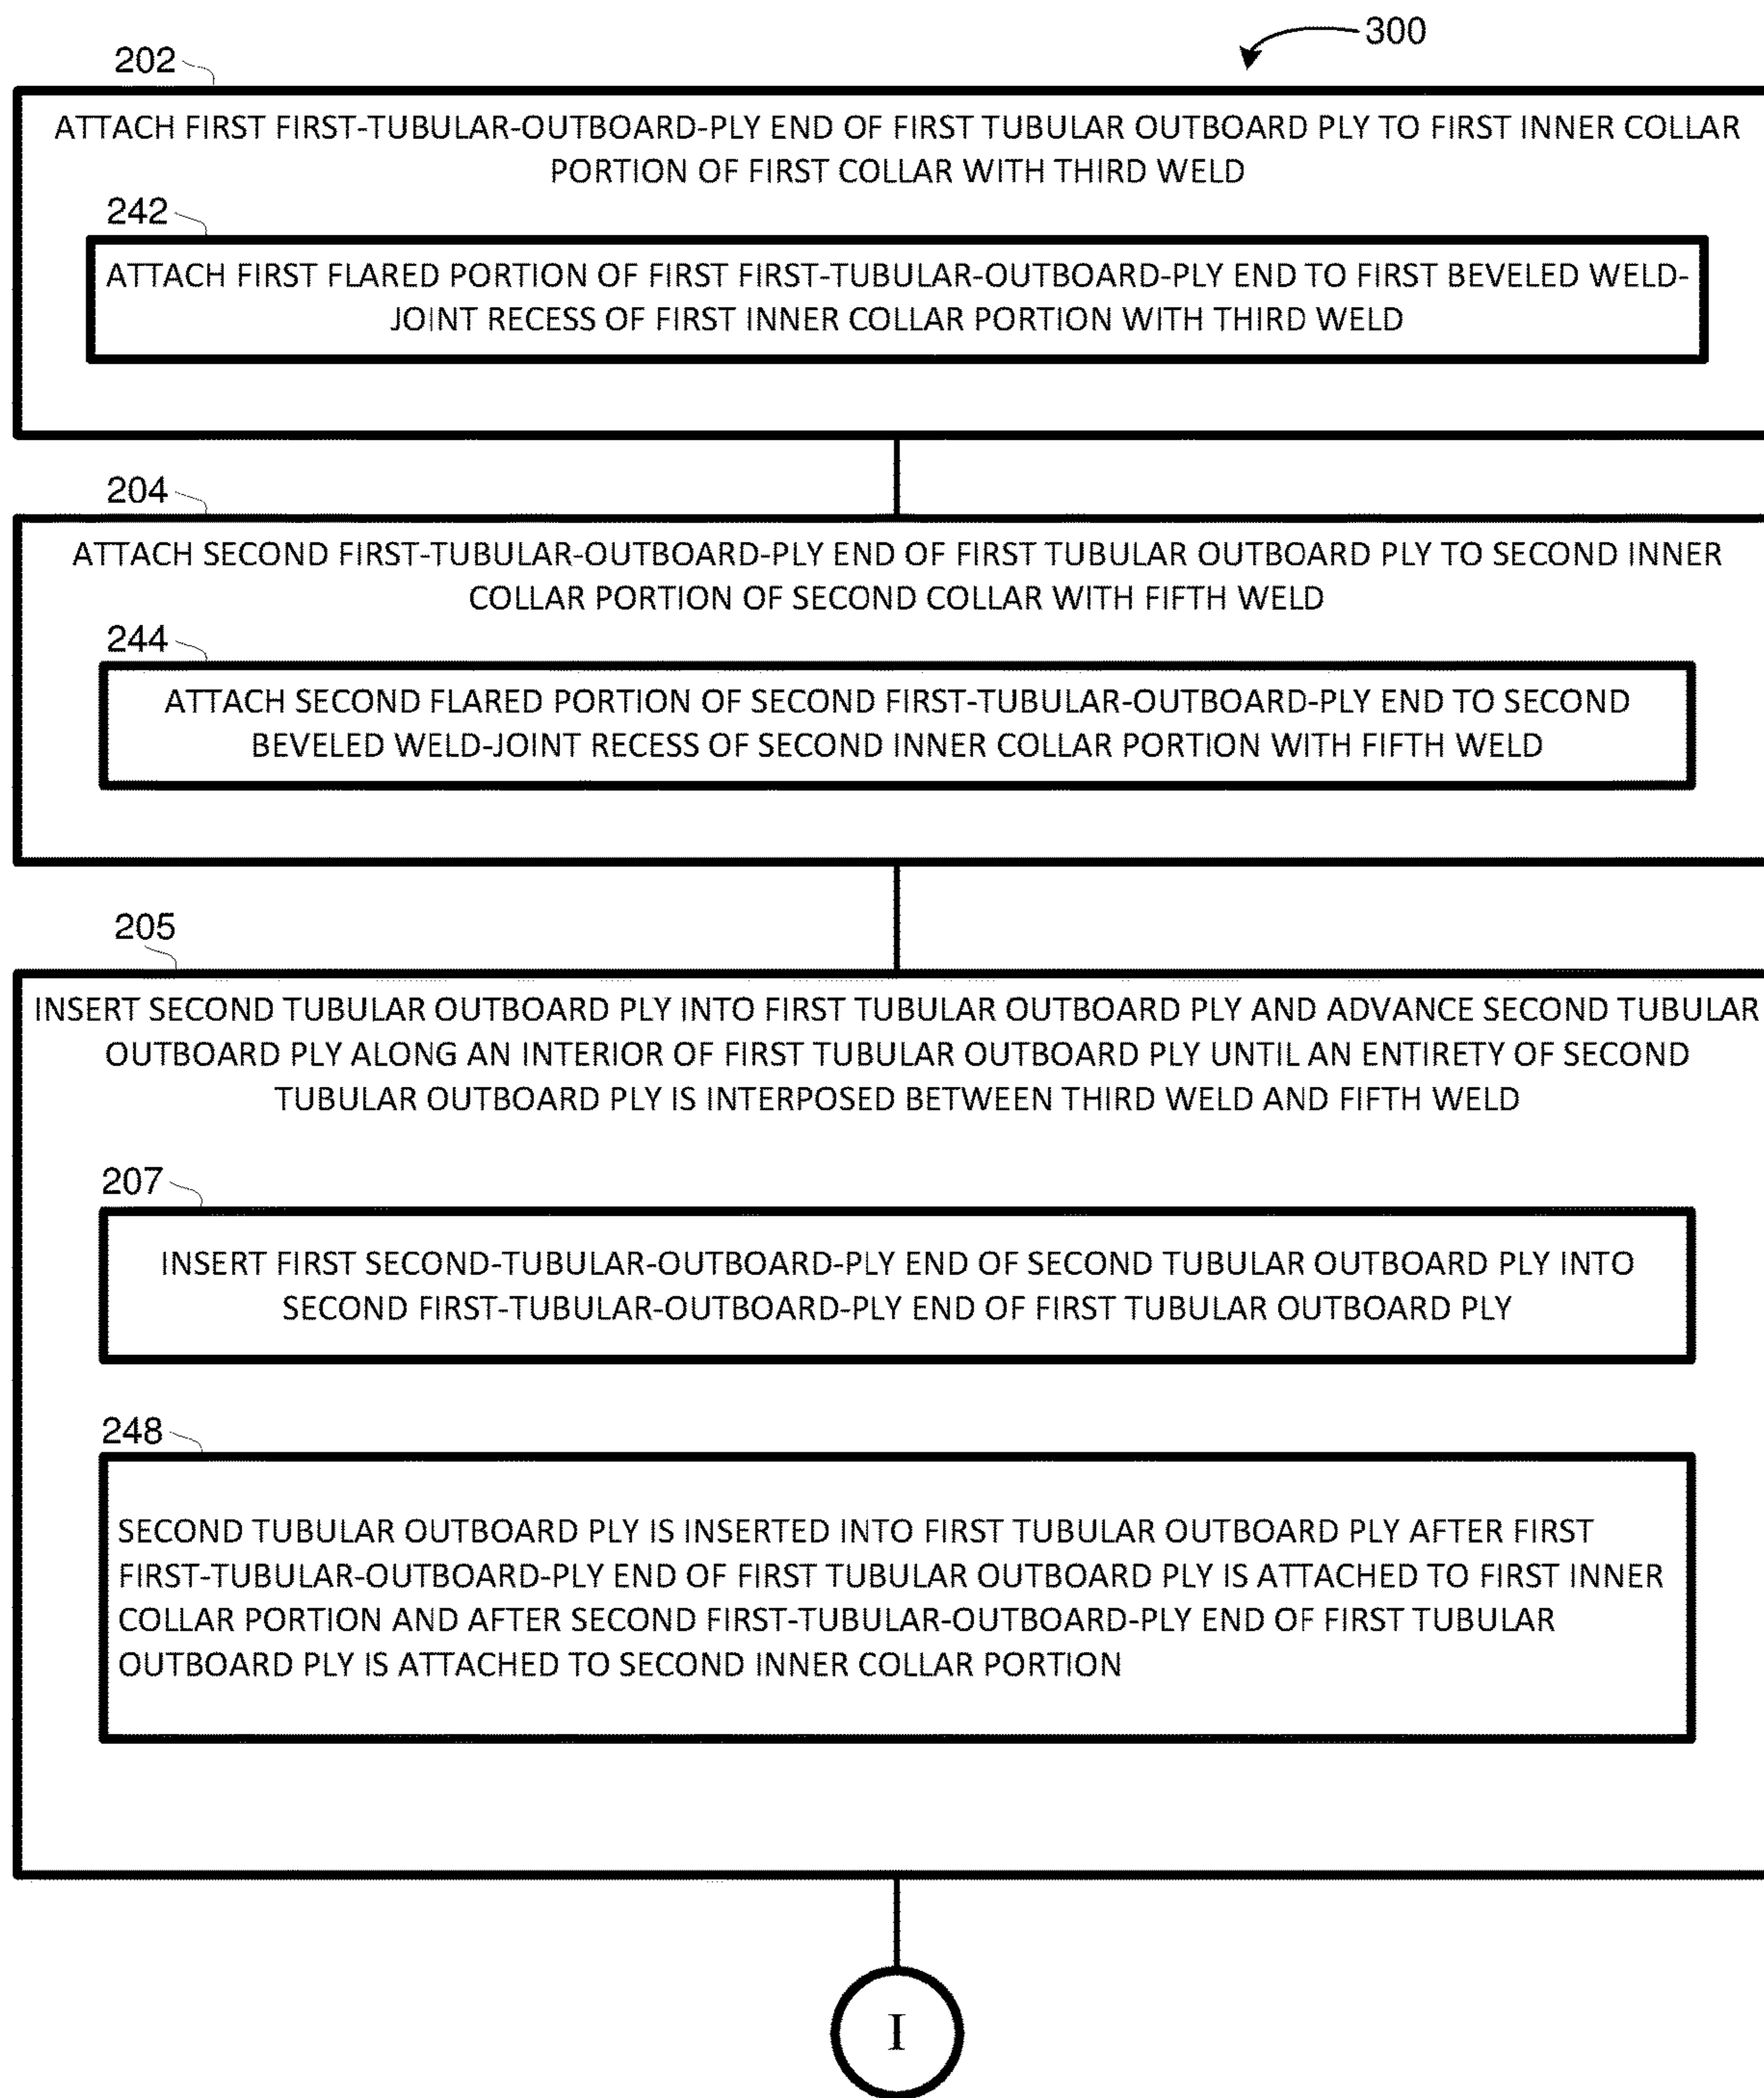 300
202
ATTACH FIRST FIRST-TUBULAR-OUTBOARD-PLY END OF FIRST TUBULAR OUTBOARD PLY TO FIRST INNER COLLAR
PORTION OF FIRST COLLAR WITH THIRD WELD
242
ATTACH FIRST FLARED PORTION OF FIRST FIRST-TUBULAR-OUTBOARD-PLY END TO FIRST BEVELED WELD-
JOINT RECESS OF FIRST INNER COLLAR PORTION WITH THIRD WELD
204
ATTACH SECOND FIRST-TUBULAR-OUTBOARD-PLY END OF FIRST TUBULAR OUTBOARD PLY TO SECOND INNER
COLLAR PORTION OF SECOND COLLAR WITH FIFTH WELD
244
ATTACH SECOND FLARED PORTION OF SECOND FIRST-TUBULAR-OUTBOARD-PLY END TO SECOND
BEVELED WELD-JOINT RECESS OF SECOND INNER COLLAR PORTION WITH FIFTH WELD
205
INSERT SECOND TUBULAR OUTBOARD PLY INTO FIRST TUBULAR OUTBOARD PLY AND ADVANCE SECOND TUBULAR
OUTBOARD PLY ALONG AN INTERIOR OF FIRST TUBULAR OUTBOARD PLY UNTIL AN ENTIRETY OF SECOND
TUBULAR OUTBOARD PLY IS INTERPOSED BETWEEN THIRD WELD AND FIFTH WELD
207
INSERT FIRST SECOND-TUBULAR-OUTBOARD-PLY END OF SECOND TUBULAR OUTBOARD PLY INTO
SECOND FIRST-TUBULAR-OUTBOARD-PLY END OF FIRST TUBULAR OUTBOARD PLY
248
SECOND TUBULAR OUTBOARD PLY IS INSERTED INTO FIRST TUBULAR OUTBOARD PLY AFTER FIRST
FIRST-TUBULAR-OUTBOARD-PLY END OF FIRST TUBULAR OUTBOARD PLY IS ATTACHED TO FIRST INNER
COLLAR PORTION AND AFTER SECOND FIRST-TUBULAR-OUTBOARD-PLY END OF FIRST TUBULAR
OUTBOARD PLY IS ATTACHED TO SECOND INNER COLLAR PORTION
I